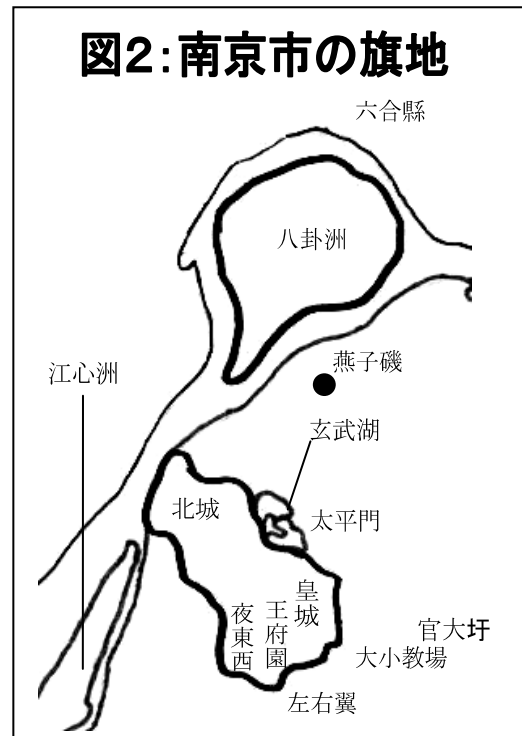 図2:南京市の旗地
六合縣
八卦洲
燕子磯
江心洲
玄武湖
北城
太平門
皇城
王府園
夜東西
官大圩
大小教場
左右翼